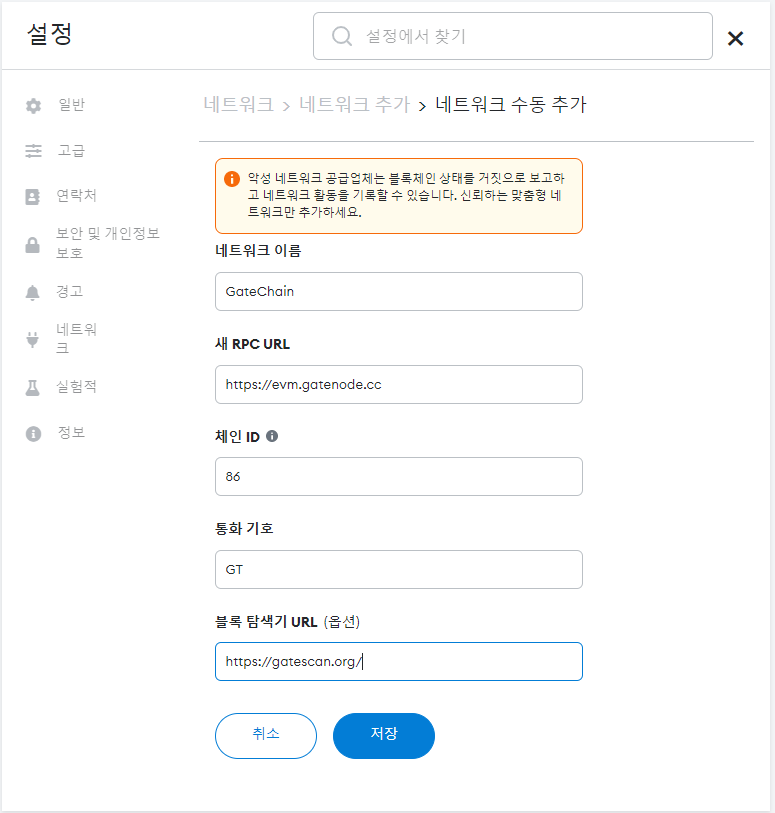 설정
설정에서 찾기
일반
고급
연락처
보안 및 개인정보
보호
경고
네트워
크
실험적
정보
네트워크 > 네트워크 추가 > 네트워크 수동 추가
악성 네트워크 공급업체는 블록체인 상태를 거짓으로 보고하
고 네트워크 활동을 기록할 수 있습니다. 신뢰하는 맞춤형 네
트워크만 추가하세요.
네트워크 이름
GateChain
새 RPC URL
https://evm.gatenode.cc
체인 ID
86
통화 기호
GT
블록 탐색기 URL (옵션)
https://gatescan.org/
취소
저장